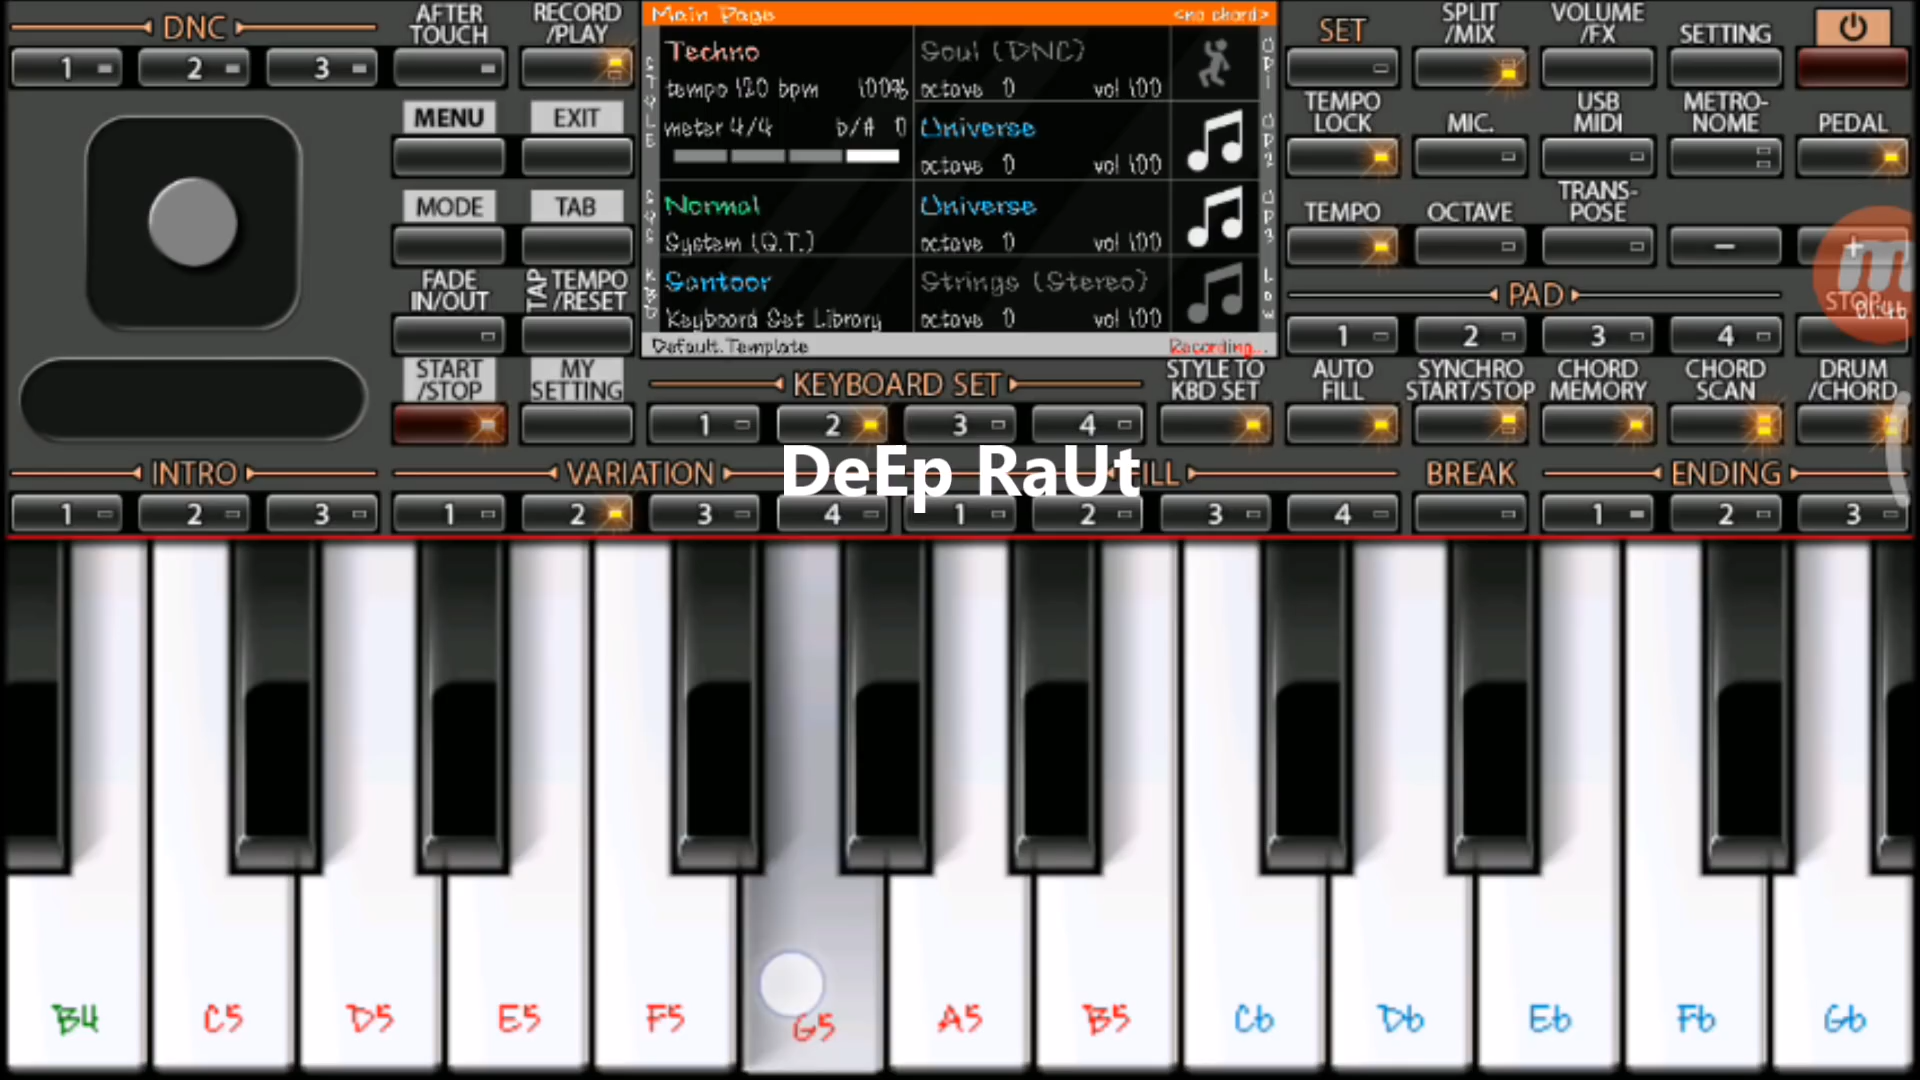 DNC
1 2 3
AFTER
TOUCH
RECORD
/PLAY
MENU EXIT
MODE TAB
FADE
IN/OUT
TAP TEMPO
/RESET
START
/STOP
MY
SETTING
Main Page <no chord>
Techno
tempo 120 bpm 100%
meter 4/4 b/A 0
Normal
System (Q.T.)
Santoor
Keyboard Set Library
Soul (DNC)
octave 0 vol 100
Universe
octave 0 vol 100
Universe
octave 0 vol 100
Strings (Stereo)
octave 0 vol 100
Default.Template Recording...
SET
SPLIT
/MIX
VOLUME
/FX
SETTING
TEMPO
LOCK
MIC.
USB
MIDI
METRO-
NOME
PEDAL
TEMPO
OCTAVE
TRANS-
POSE
− +
PAD
1 2 3 4
01:46
KEYBOARD SET
1 2 3 4
STYLE TO
KBD SET
AUTO
FILL
SYNCHRO
START/STOP
CHORD
MEMORY
CHORD
SCAN
DRUM
/CHORD
DeEp RaUt
INTRO
1 2 3
VARIATION
1 2 3 4
1 2 3 4
BREAK
ENDING
1 2 3
B4 C5 D5 E5 F5 G5 A5 B5 C6 D6 E6 F6 G6